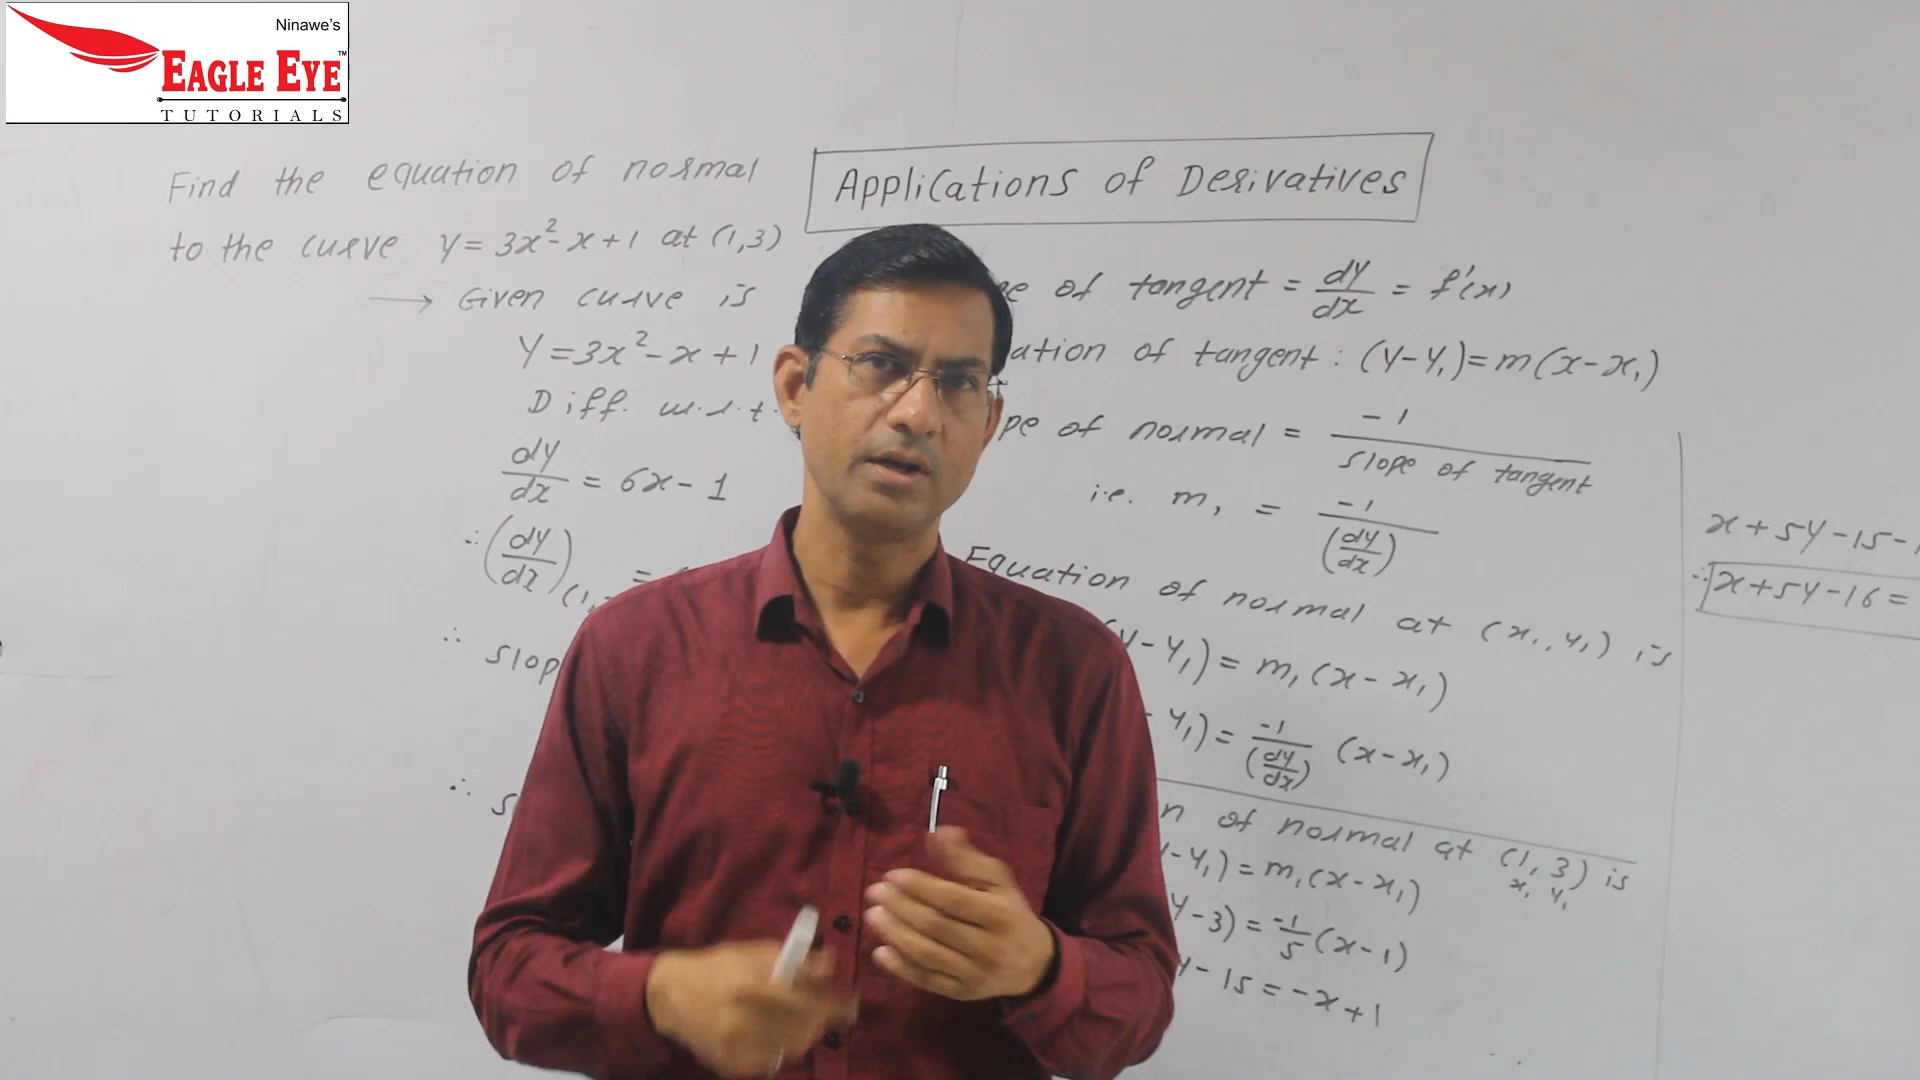 Ninawe's
EAGLE EYE™
TUTORIALS
Applications of Derivatives
Find the equation of normal
to the curve y = 3x² - x + 1 at (1,3)
→ Given curve is
y = 3x² - x + 1
Diff. w.r.t.
dy/dx = 6x - 1
∴ (dy/dx)(1, =
∴ slop
∴ s
of tangent = dy/dx = f'(x)
ation of tangent : (y - y₁) = m(x - x₁)
pe of normal = -1/slope of tangent
i.e. m₁ = -1/(dy/dx)
Equation of normal at (x₁, y₁) is
(y - y₁) = m₁(x - x₁)
- y₁) = -1/(dy/dx) (x - x₁)
n of normal at (1, 3) is
x₁ y₁
y - y₁) = m₁(x - x₁)
y - 3) = -1/5 (x - 1)
y - 15 = -x + 1
x + 5y - 15 -
∴ x + 5y - 16 =